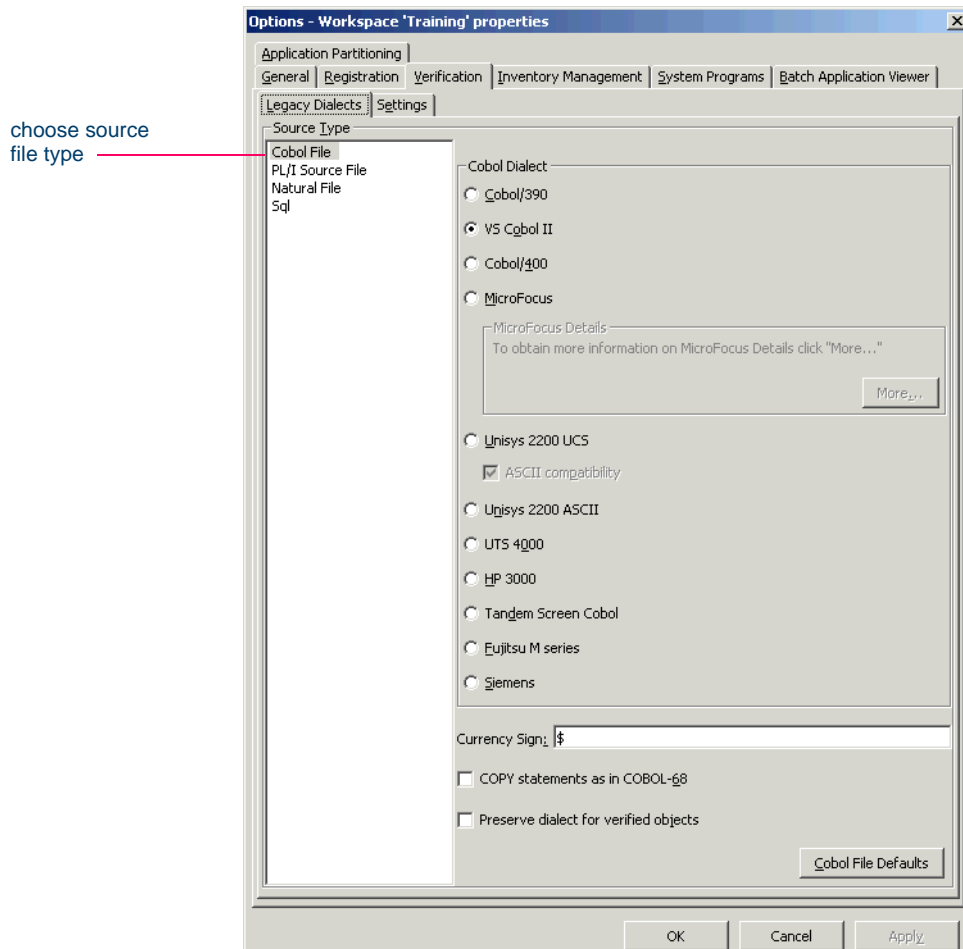 Options - Workspace 'Training' properties
Application Partitioning
General Registration Verification Inventory Management System Programs Batch Application Viewer
Legacy Dialects Settings
choose source
file type
Source Type
Cobol File
PL/I Source File
Natural File
Sql
Cobol Dialect
Cobol/390
VS Cobol II
Cobol/400
MicroFocus
MicroFocus Details
To obtain more information on MicroFocus Details click "More..."
More...
Unisys 2200 UCS
ASCII compatibility
Unisys 2200 ASCII
UTS 4000
HP 3000
Tandem Screen Cobol
Fujitsu M series
Siemens
Currency Sign: $
COPY statements as in COBOL-68
Preserve dialect for verified objects
Cobol File Defaults
OK Cancel Apply